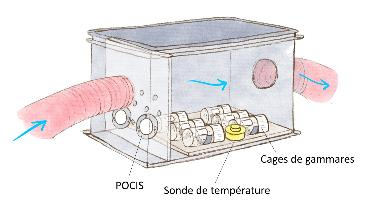 Cages de gammares
POCIS
Sonde de température